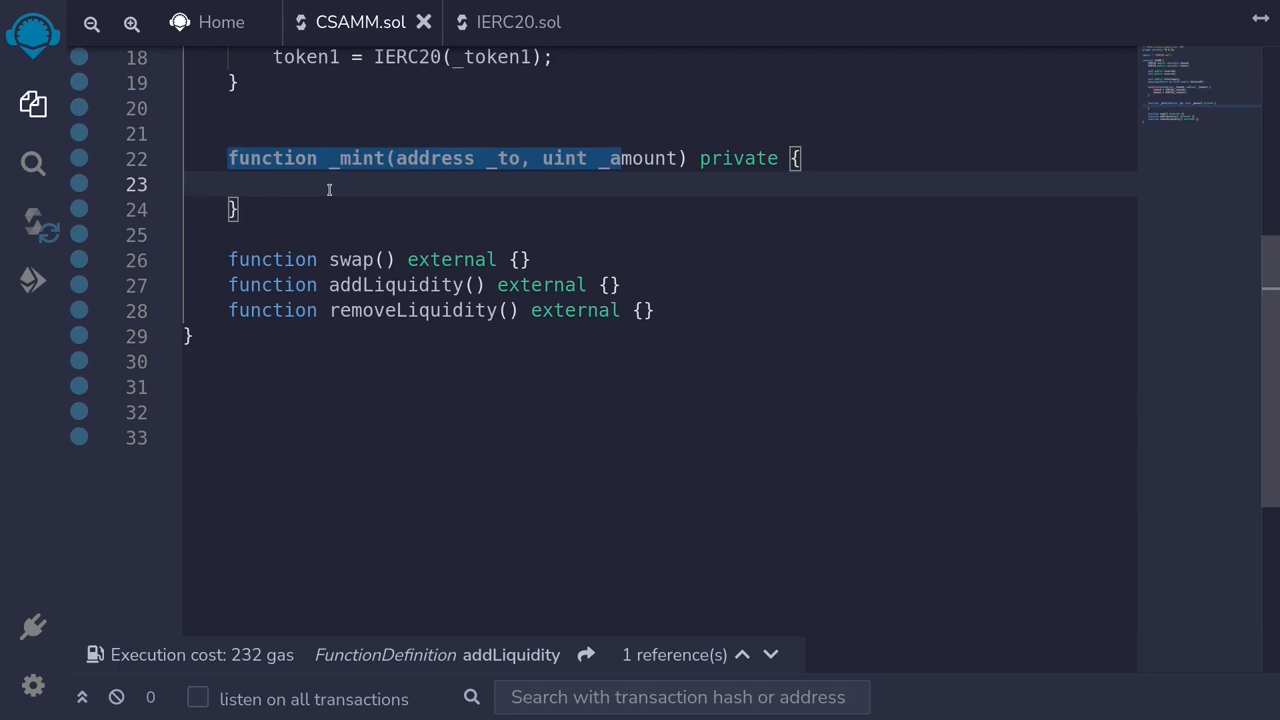 Home
CSAMM.sol
IERC20.sol
18 token1 = IERC20(_token1);
19 }
20
21
22 function _mint(address _to, uint _amount) private {
23
24 }
25
26 function swap() external {}
27 function addLiquidity() external {}
28 function removeLiquidity() external {}
29 }
30
31
32
33
Execution cost: 232 gas FunctionDefinition addLiquidity 1 reference(s)
0 listen on all transactions Search with transaction hash or address